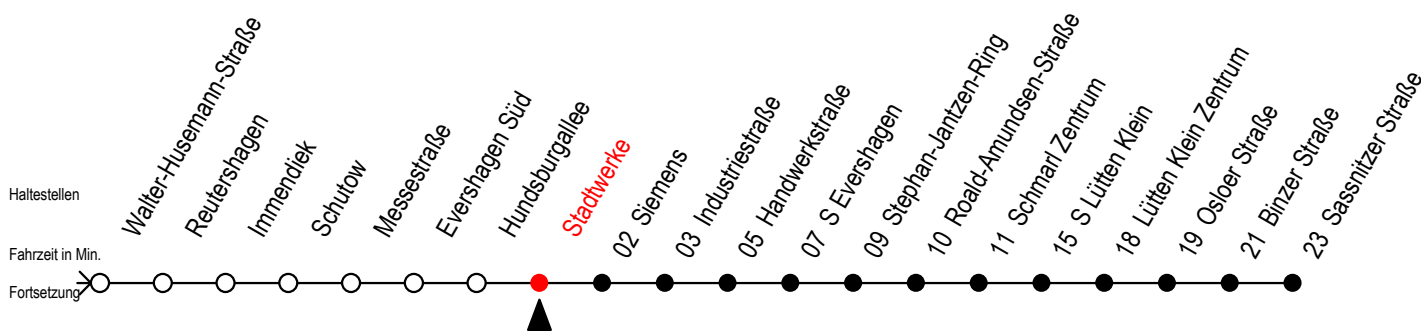 Haltestellen
Fahrzeit in Min.
Fortsetzung
Walter-Husemann-Straße
Reutershagen
Immendiek
Schutow
Messestraße
Evershagen Süd
Hundsburgallee
Stadtwerke
02 Siemens
03 Industriestraße
05 Handwerkstraße
07 S Evershagen
09 Stephan-Jantzen-Ring
10 Roald-Amundsen-Straße
11 Schmarl Zentrum
15 S Lütten Klein
18 Lütten Klein Zentrum
19 Osloer Straße
21 Binzer Straße
23 Sassnitzer Straße